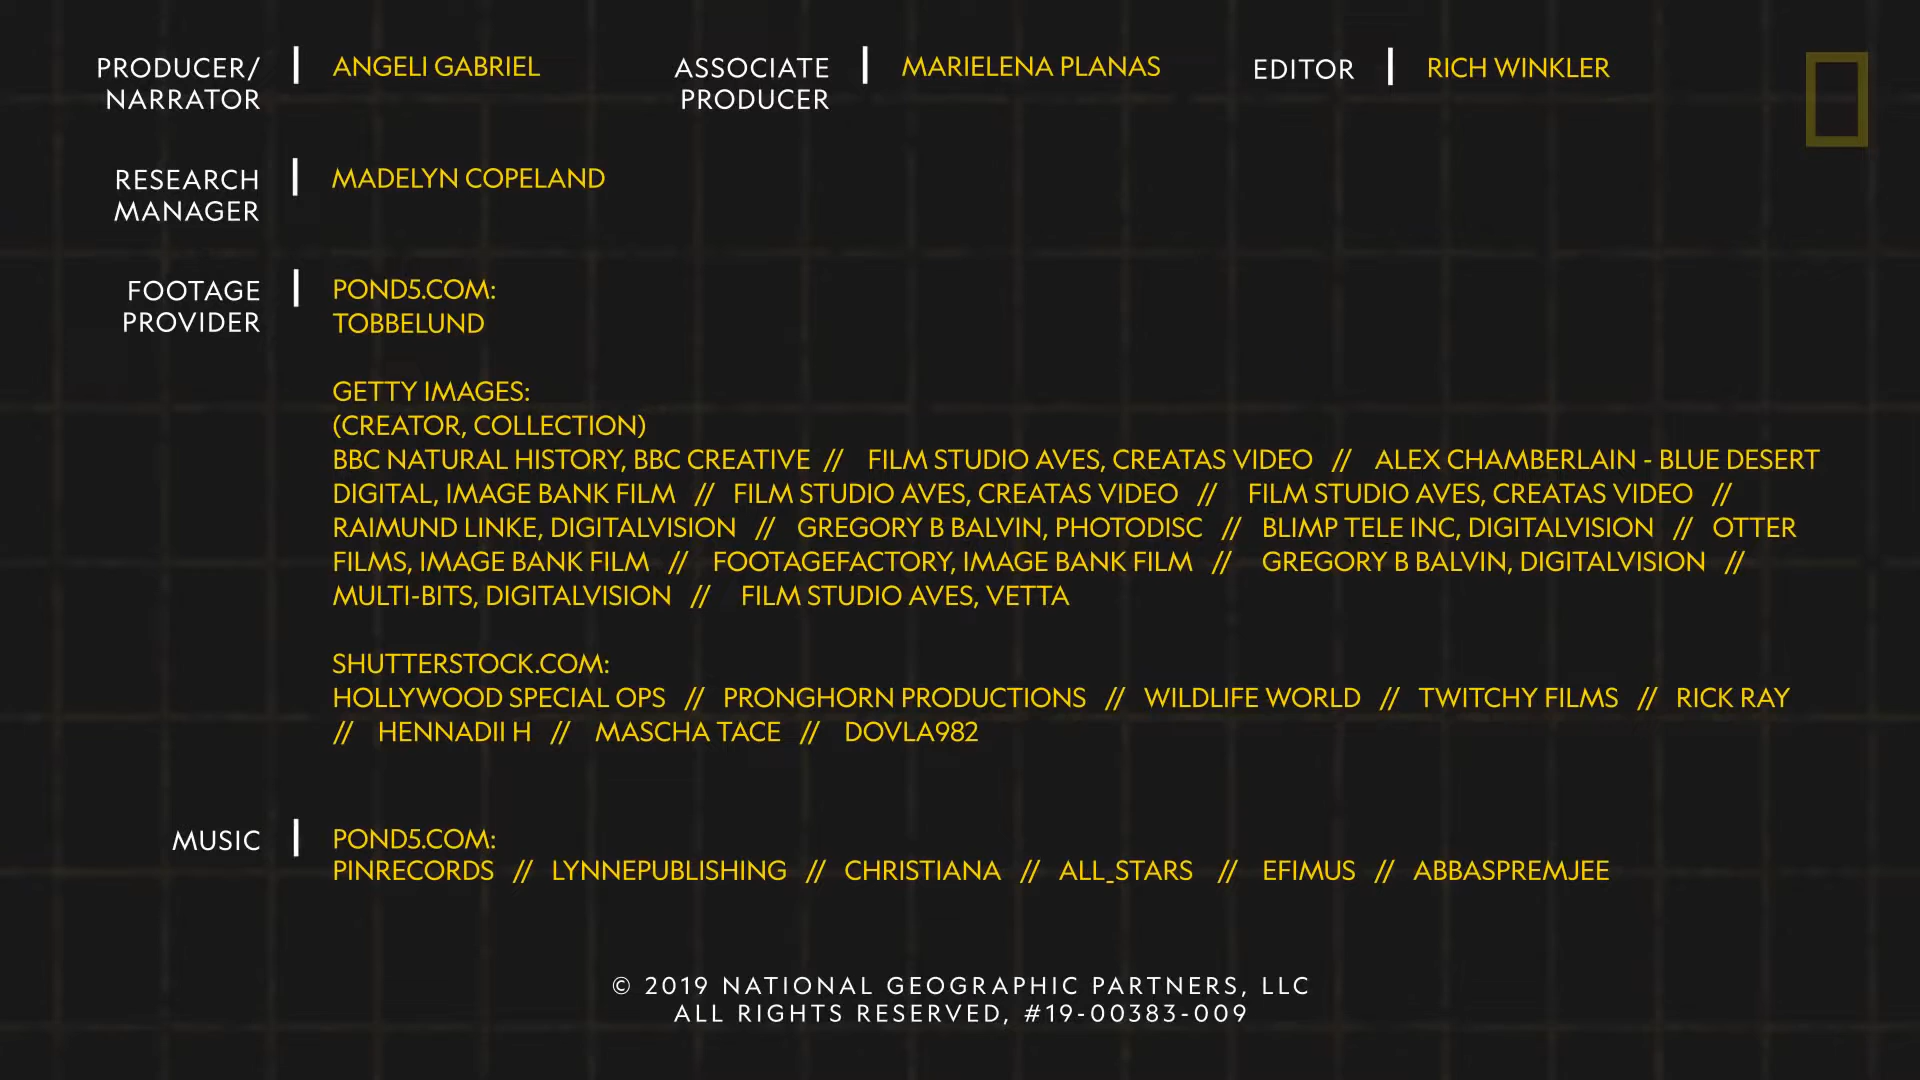 PRODUCER/ NARRATOR | ANGELI GABRIEL
ASSOCIATE PRODUCER | MARIELENA PLANAS
EDITOR | RICH WINKLER
RESEARCH MANAGER | MADELYN COPELAND
FOOTAGE PROVIDER | POND5.COM:
TOBBELUND
GETTY IMAGES:
(CREATOR, COLLECTION)
BBC NATURAL HISTORY, BBC CREATIVE // FILM STUDIO AVES, CREATAS VIDEO // ALEX CHAMBERLAIN - BLUE DESERT
DIGITAL, IMAGE BANK FILM // FILM STUDIO AVES, CREATAS VIDEO // FILM STUDIO AVES, CREATAS VIDEO //
RAIMUND LINKE, DIGITALVISION // GREGORY B BALVIN, PHOTODISC // BLIMP TELE INC, DIGITALVISION // OTTER
FILMS, IMAGE BANK FILM // FOOTAGEFACTORY, IMAGE BANK FILM // GREGORY B BALVIN, DIGITALVISION //
MULTI-BITS, DIGITALVISION // FILM STUDIO AVES, VETTA
SHUTTERSTOCK.COM:
HOLLYWOOD SPECIAL OPS // PRONGHORN PRODUCTIONS // WILDLIFE WORLD // TWITCHY FILMS // RICK RAY
// HENNADII H // MASCHA TACE // DOVLA982
MUSIC | POND5.COM:
PINRECORDS // LYNNEPUBLISHING // CHRISTIANA // ALL_STARS // EFIMUS // ABBASPREMJEE
© 2019 NATIONAL GEOGRAPHIC PARTNERS, LLC
ALL RIGHTS RESERVED, #19-00383-009